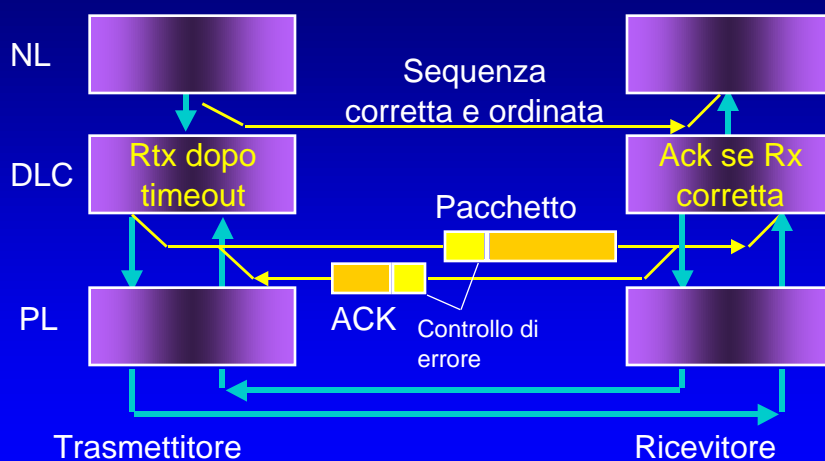 NL
Sequenza
corretta e ordinata
DLC
Rtx dopo
timeout
Ack se Rx
corretta
Pacchetto
PL
ACK
Controllo di
errore
Trasmettitore
Ricevitore